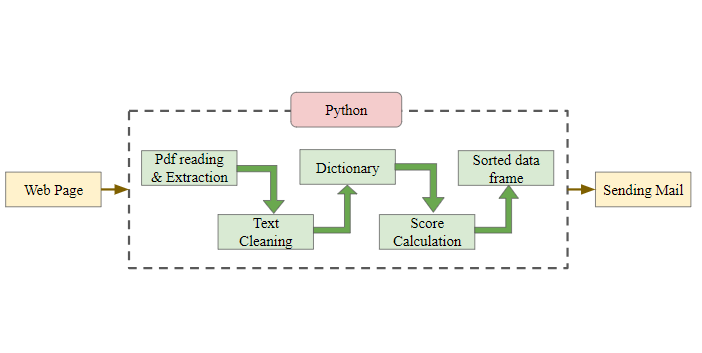 Python
Web Page
Pdf reading
& Extraction
Text
Cleaning
Dictionary
Score
Calculation
Sorted data
frame
Sending Mail